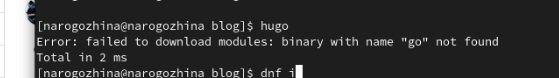 [narogozhina@narogozhina blog]$ hugo
Error: failed to download modules: binary with name "go" not found
Total in 2 ms
[narogozhina@narogozhina blog]$ dnf i